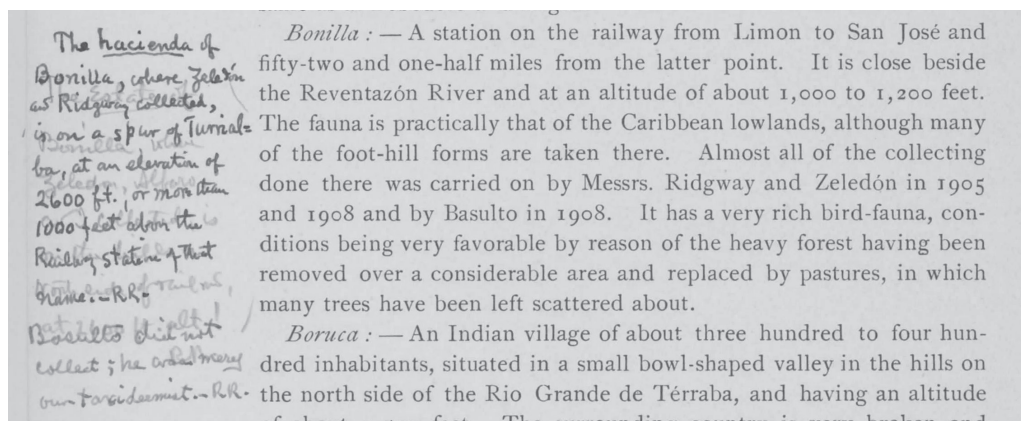 The hacienda of
Bonilla, where Zeledón
as Ridgway collected,
is on a spur of Turrial=
ba, at an elevation of
2600 ft., or more than
1000 feet above the
Railway station of that
name.—RR—
Basulto did not
collect; he was merely
our taxidermist.—R.R.
Bonilla : — A station on the railway from Limon to San José and
fifty-two and one-half miles from the latter point. It is close beside
the Reventazón River and at an altitude of about 1,000 to 1,200 feet.
The fauna is practically that of the Caribbean lowlands, although many
of the foot-hill forms are taken there. Almost all of the collecting
done there was carried on by Messrs. Ridgway and Zeledón in 1905
and 1908 and by Basulto in 1908. It has a very rich bird-fauna, con-
ditions being very favorable by reason of the heavy forest having been
removed over a considerable area and replaced by pastures, in which
many trees have been left scattered about.
Boruca : — An Indian village of about three hundred to four hun-
dred inhabitants, situated in a small bowl-shaped valley in the hills on
the north side of the Rio Grande de Térraba, and having an altitude